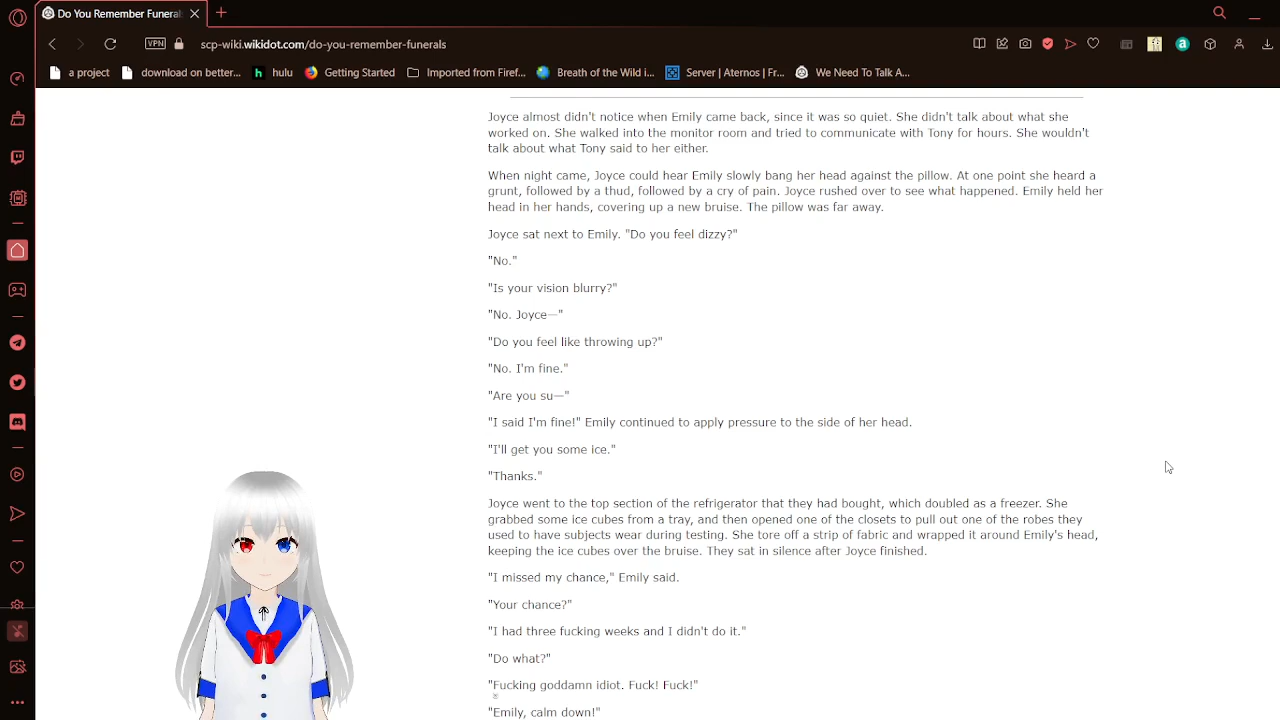 Do You Remember Funeral
VPN
scp-wiki.wikidot.com/do-you-remember-funerals
a project
download on better...
hulu
Getting Started
Imported from Firef...
Breath of the Wild i...
Server | Aternos | Fr...
We Need To Talk A...
Joyce almost didn't notice when Emily came back, since it was so quiet. She didn't talk about what she
worked on. She walked into the monitor room and tried to communicate with Tony for hours. She wouldn't
talk about what Tony said to her either.
When night came, Joyce could hear Emily slowly bang her head against the pillow. At one point she heard a
grunt, followed by a thud, followed by a cry of pain. Joyce rushed over to see what happened. Emily held her
head in her hands, covering up a new bruise. The pillow was far away.
Joyce sat next to Emily. "Do you feel dizzy?"
"No."
"Is your vision blurry?"
"No. Joyce—"
"Do you feel like throwing up?"
"No. I'm fine."
"Are you su—"
"I said I'm fine!" Emily continued to apply pressure to the side of her head.
"I'll get you some ice."
"Thanks."
Joyce went to the top section of the refrigerator that they had bought, which doubled as a freezer. She
grabbed some ice cubes from a tray, and then opened one of the closets to pull out one of the robes they
used to have subjects wear during testing. She tore off a strip of fabric and wrapped it around Emily's head,
keeping the ice cubes over the bruise. They sat in silence after Joyce finished.
"I missed my chance," Emily said.
"Your chance?"
"I had three fucking weeks and I didn't do it."
"Do what?"
"Fucking goddamn idiot. Fuck! Fuck!"
"Emily, calm down!"